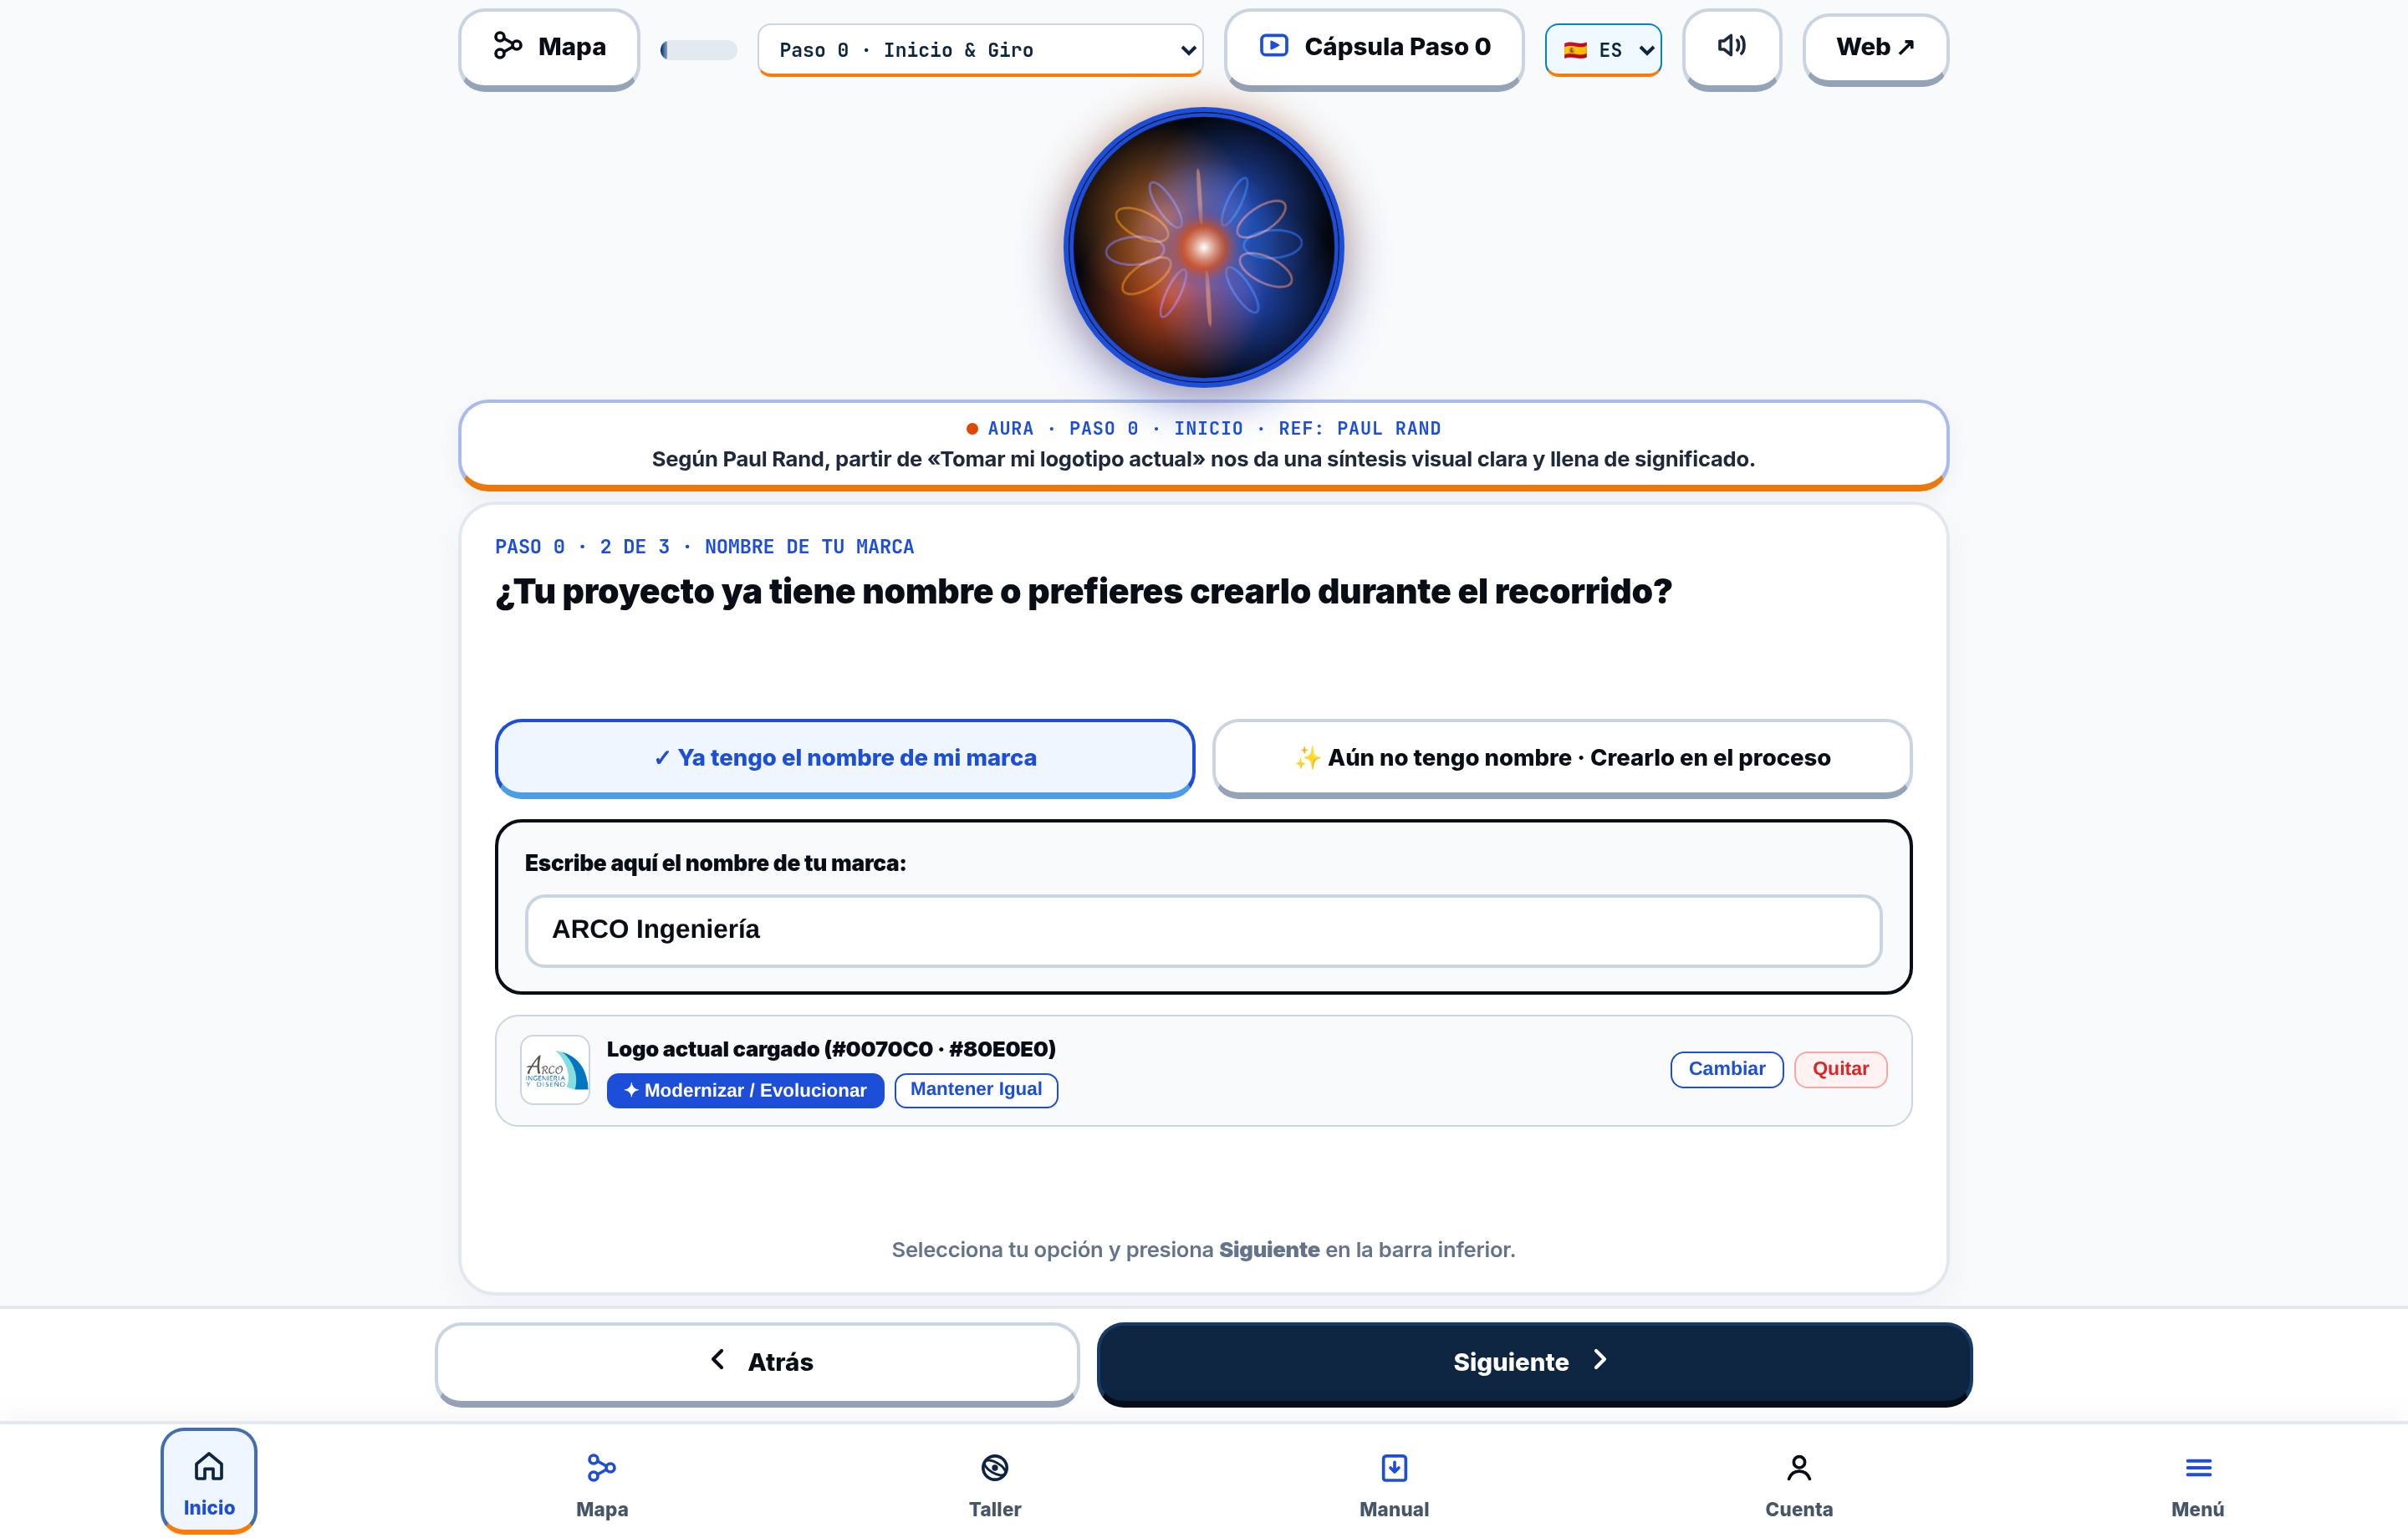 Mapa
Paso 0 · Inicio & Giro
Cápsula Paso 0
🇪🇸 ES
Web ↗
AURA · PASO 0 · INICIO · REF: PAUL RAND
Según Paul Rand, partir de «Tomar mi logotipo actual» nos da una síntesis visual clara y llena de significado.
PASO 0 · 2 DE 3 · NOMBRE DE TU MARCA
¿Tu proyecto ya tiene nombre o prefieres crearlo durante el recorrido?
✓ Ya tengo el nombre de mi marca
✨ Aún no tengo nombre · Crearlo en el proceso
Escribe aquí el nombre de tu marca:
ARCO Ingeniería
ARCO
INGENIERIA
Y DISEÑO
Logo actual cargado (#0070C0 · #80E0E0)
✦ Modernizar / Evolucionar
Mantener Igual
Cambiar
Quitar
Selecciona tu opción y presiona Siguiente en la barra inferior.
Atrás
Siguiente
Inicio
Mapa
Taller
Manual
Cuenta
Menú